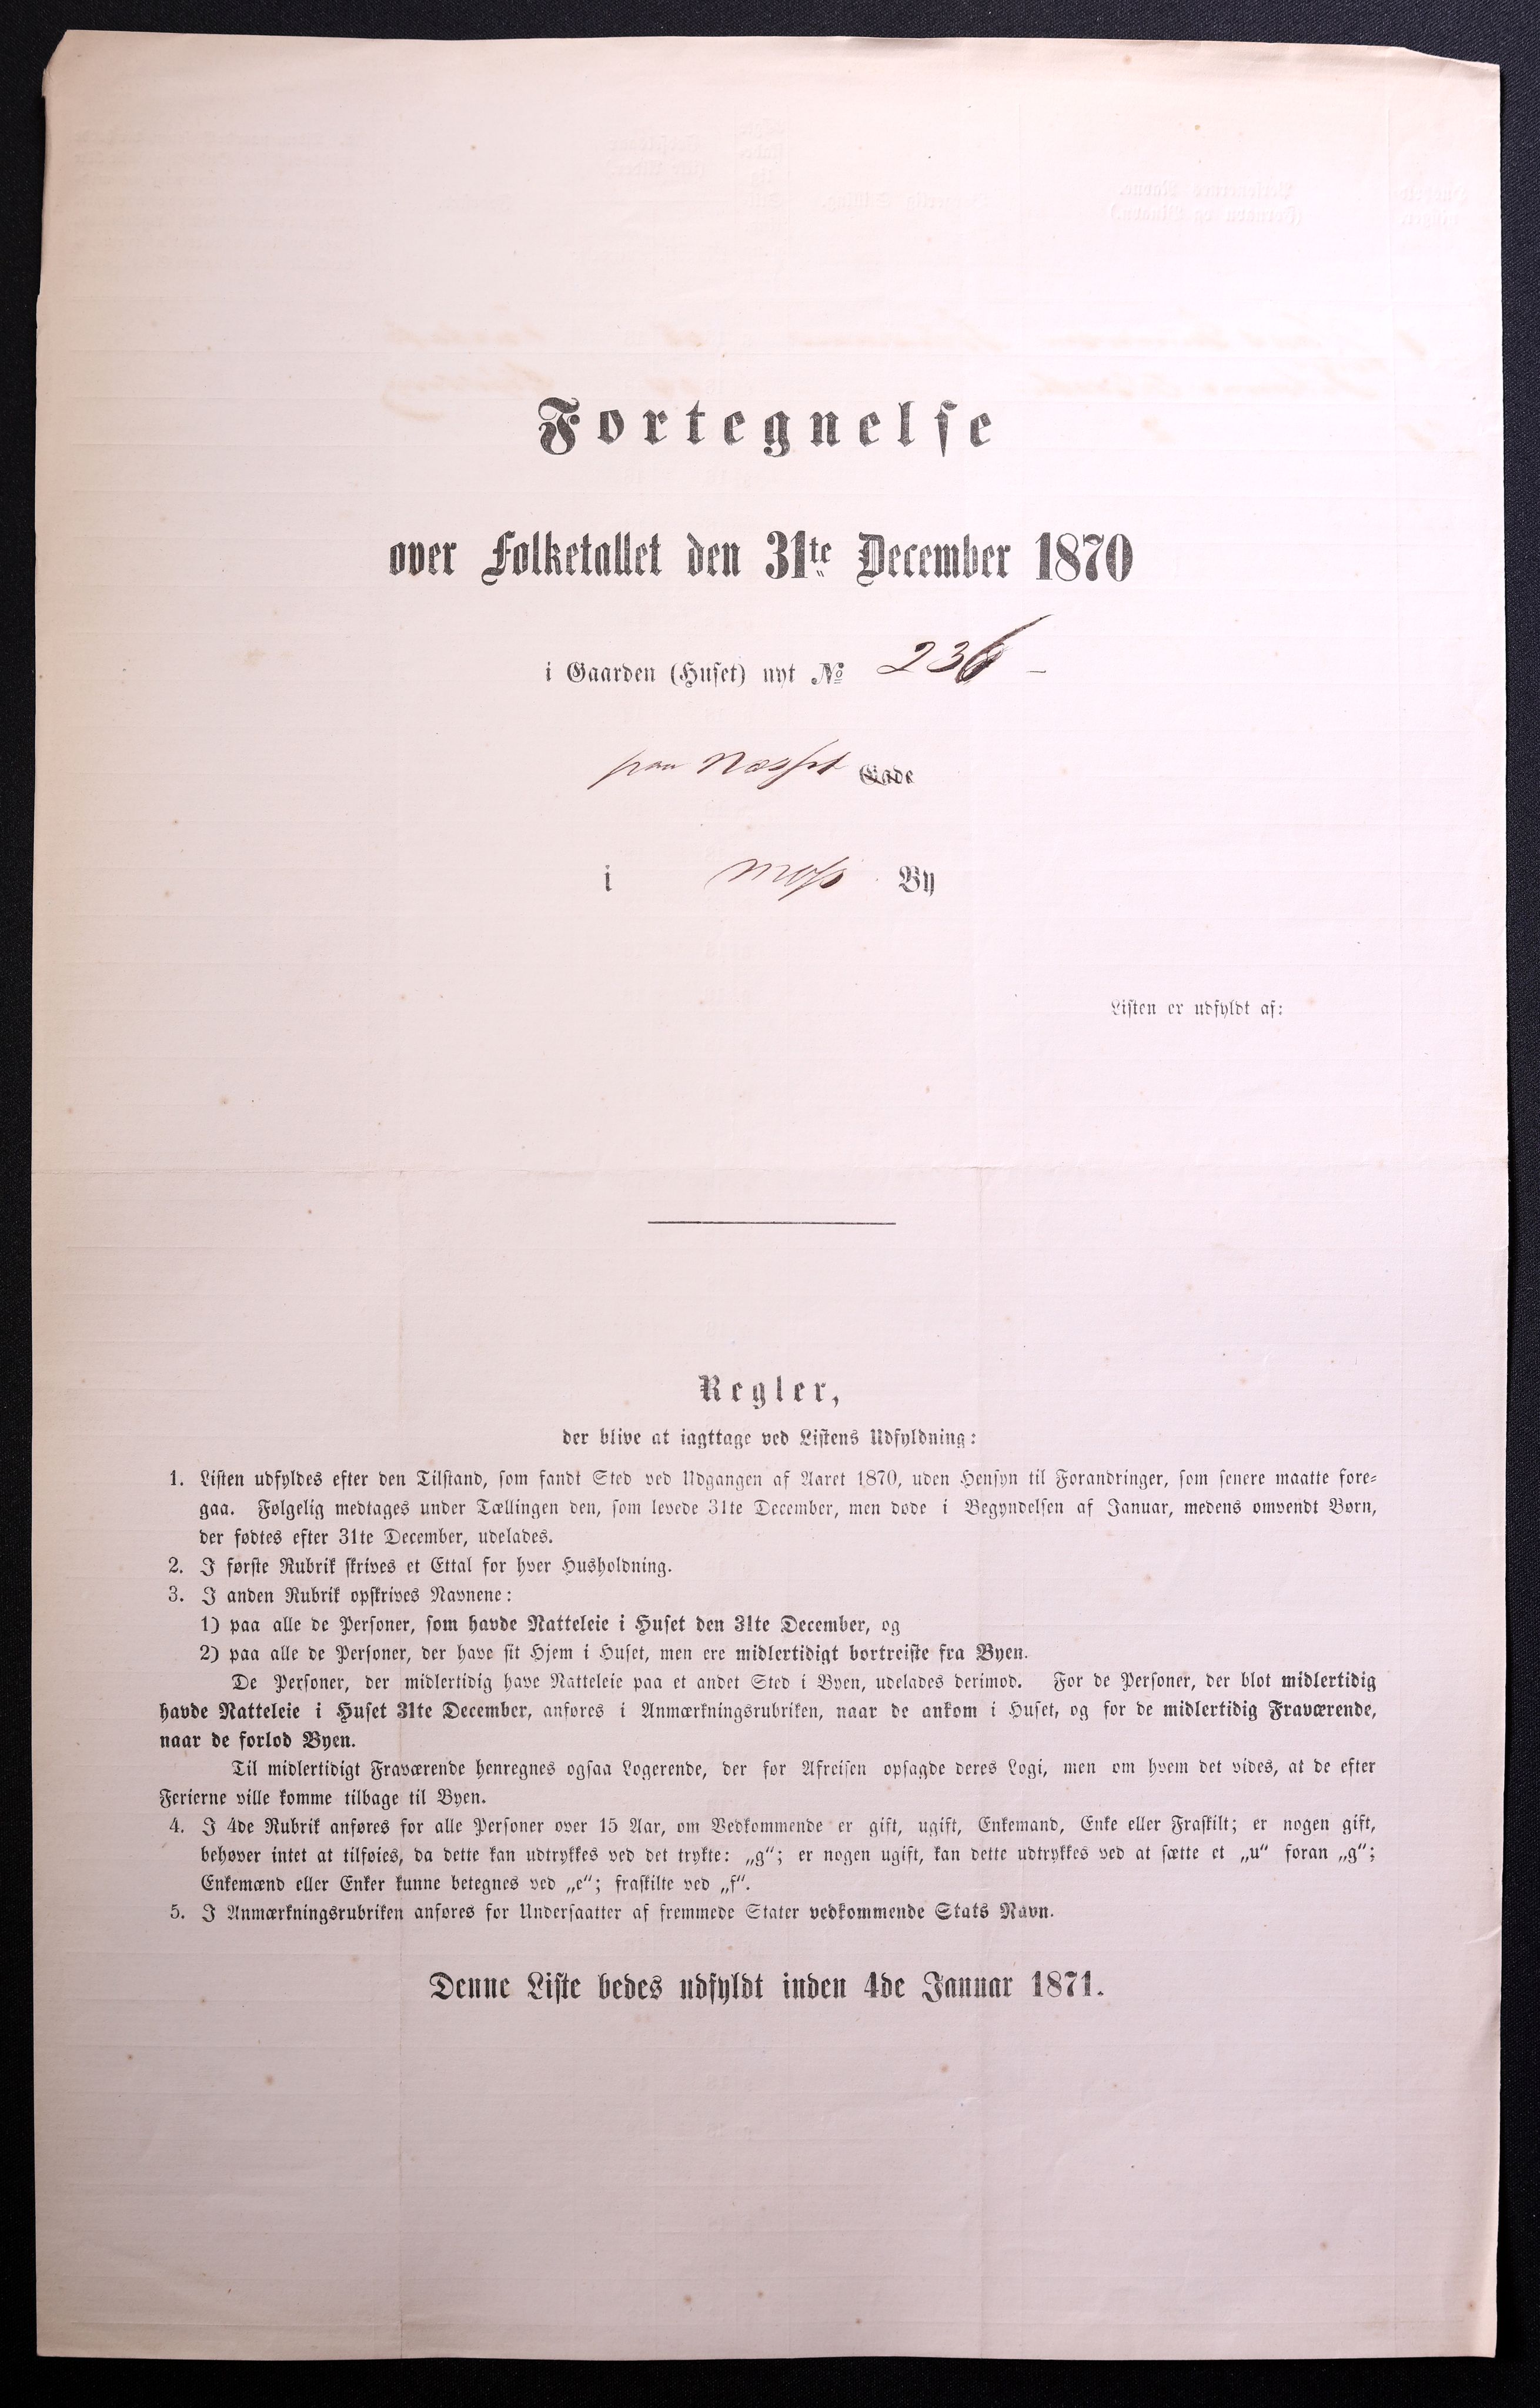 Fortegnelse
over Folketallet den 31te December 1870
i Gaarden (Huset) nyt No 236 -
paa Næsset Gade
i Moss By
Listen er udfyldt af:
Regler,
der blive at iagttage ved Listens Udfyldning:
1. Listen udfyldes efter den Tilstand, som fandt Sted ved Udgangen af Aaret 1870, uden Hensyn til Forandringer, som senere maatte fore-
gaa. Følgelig medtages under Tællingen den, som levede 31te December, men døde i Begyndelsen af Januar, medens omvendt Børn,
der fødtes efter 31te December, udelades.
2. I første Rubrik skrives et Ettal for hver Husholdning.
3. I anden Rubrik opskrives Navnene:
1) paa alle de Personer, som havde Natteleie i Huset den 31te December, og
2) paa alle de Personer, der have sit Hjem i Huset, men ere midlertidigt bortreiste fra Byen.
De Personer, der midlertidig have Natteleie paa et andet Sted i Byen, udelades derimod. For de Personer, der blot midlertidig
havde Natteleie i Huset 31te December, anføres i Anmærkningsrubriken, naar de ankom i Huset, og for de midlertidig Fraværende,
naar de forlod Byen.
Til midlertidigt Fraværende henregnes ogsaa Logerende, der før Afreisen opsagde deres Logi, men om hvem det vides, at de efter
Ferierne ville komme tilbage til Byen.
4. I 4de Rubrik anføres for alle Personer over 15 Aar, om Vedkommende er gift, ugift, Enkemand, Enke eller Fraskilt; er nogen gift,
behøver intet at tilføies, da dette kan udtrykkes ved det trykte: „g“; er nogen ugift, kan dette udtrykkes ved at sætte et „u“ foran „g“;
Enkemænd eller Enker kunne betegnes ved „e“; fraskilte ved „f“.
5. I Anmærkningsrubriken anføres for Undersaatter af fremmede Stater vedkommende Stats Navn.
Denne Liste bedes udfyldt inden 4de Januar 1871.